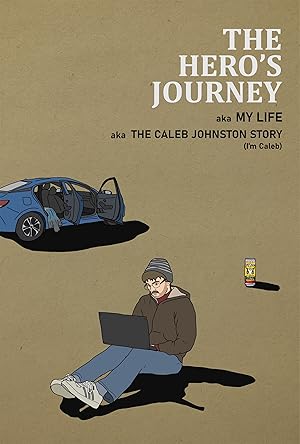 THE
HERO'S
JOURNEY
aka MY LIFE
aka THE CALEB JOHNSTON STORY
(I'm Caleb)